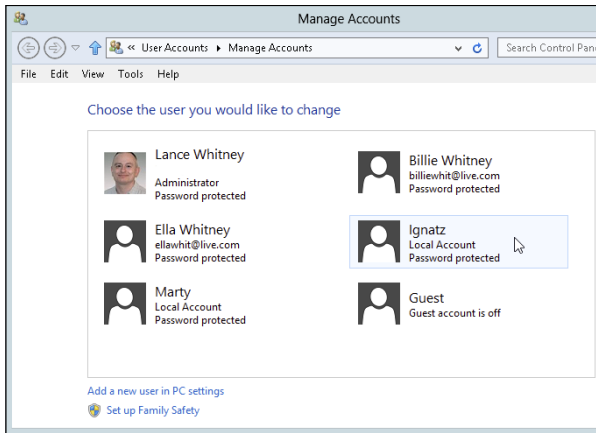 Manage Accounts
« User Accounts ▸ Manage Accounts
Search Control Pan
File Edit View Tools Help
Choose the user you would like to change
Lance Whitney
Administrator
Password protected
Billie Whitney
billiewhit@live.com
Password protected
Ella Whitney
ellawhit@live.com
Password protected
Ignatz
Local Account
Password protected
Marty
Local Account
Password protected
Guest
Guest account is off
Add a new user in PC settings
Set up Family Safety